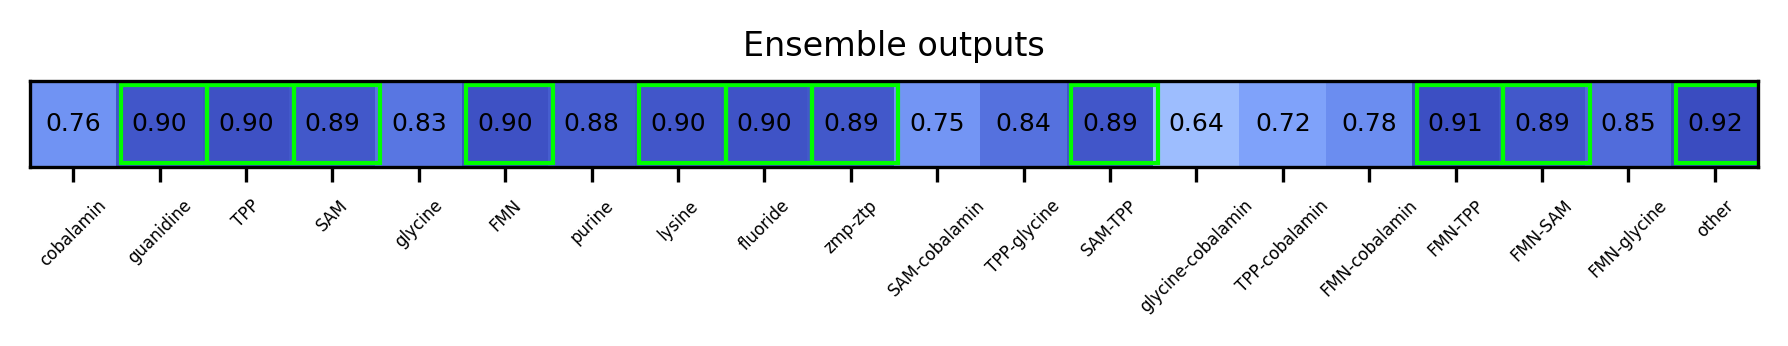 Ensemble outputs
0.76 0.90 0.90 0.89 0.83 0.90 0.88 0.90 0.90 0.89 0.75 0.84 0.89 0.64 0.72 0.78 0.91 0.89 0.85 0.92
cobalamin guanidine TPP SAM glycine FMN purine lysine fluoride zmp-ztp SAM-cobalamin TPP-glycine SAM-TPP glycine-cobalamin TPP-cobalamin FMN-cobalamin FMN-TPP FMN-SAM FMN-glycine other